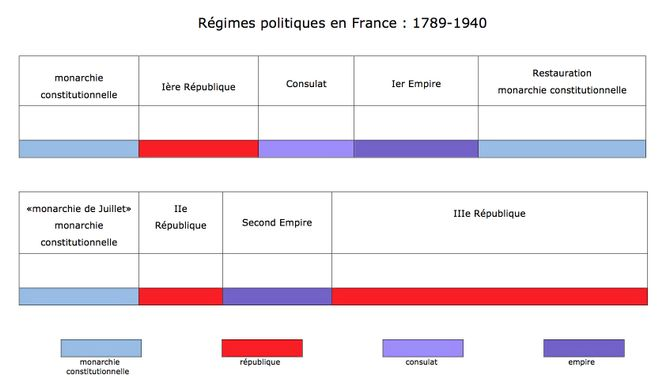 Régimes politiques en France : 1789-1940
monarchie
constitutionnelle
Ière République
Consulat
Ier Empire
Restauration
monarchie constitutionnelle
«monarchie de Juillet»
monarchie
constitutionnelle
IIe
République
Second Empire
IIIe République
monarchie
constitutionnelle
république
consulat
empire